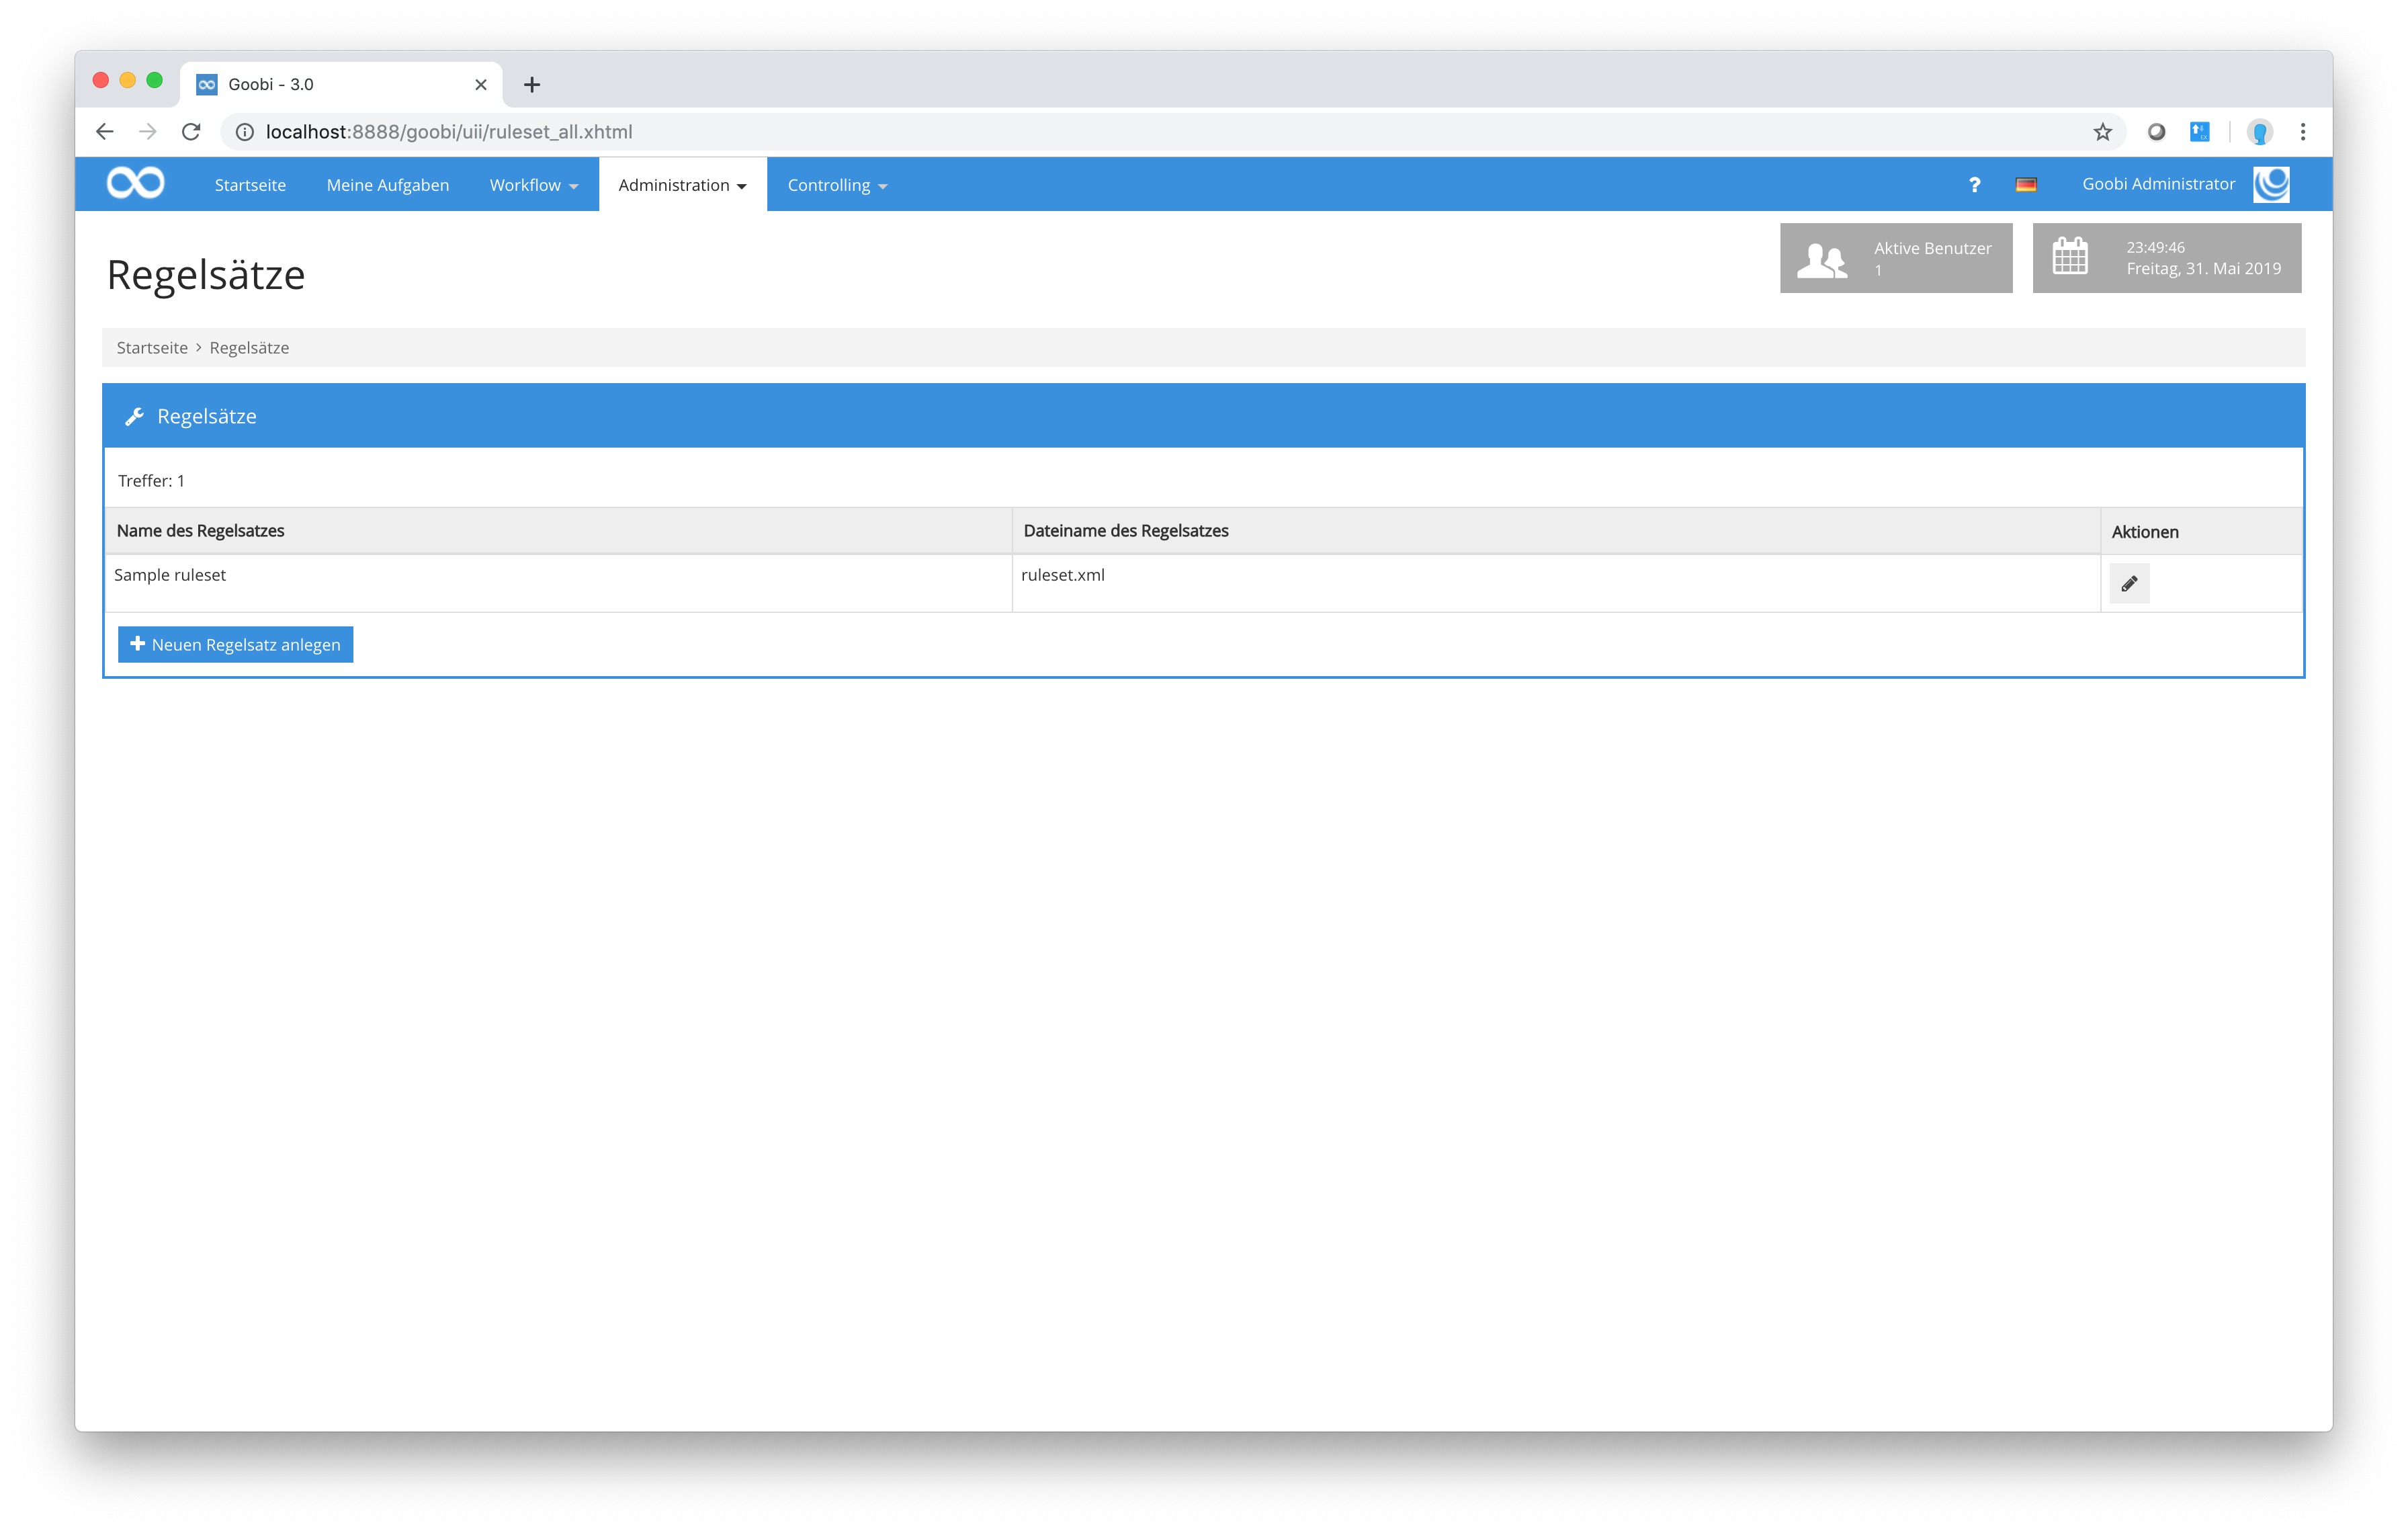 Goobi - 3.0
localhost:8888/goobi/uii/ruleset_all.xhtml
Startseite Meine Aufgaben Workflow Administration Controlling ? Goobi Administrator
Regelsätze
Aktive Benutzer
1
23:49:46
Freitag, 31. Mai 2019
Startseite > Regelsätze
Regelsätze
Treffer: 1
Name des Regelsatzes Dateiname des Regelsatzes Aktionen
Sample ruleset ruleset.xml
Neuen Regelsatz anlegen